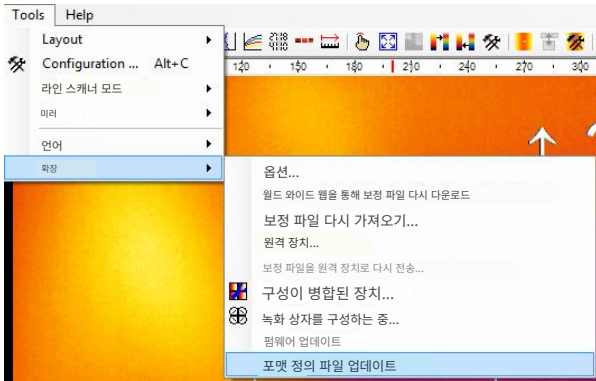 Tools Help
Layout
Configuration ... Alt+C
라인 스캐너 모드
미러
언어
확장
120 150 180 210 240 270 300
옵션...
월드 와이드 웹을 통해 보정 파일 다시 다운로드
보정 파일 다시 가져오기...
원격 장치...
보정 파일을 원격 장치로 다시 전송...
구성이 병합된 장치...
녹화 상자를 구성하는 중...
펌웨어 업데이트
포맷 정의 파일 업데이트